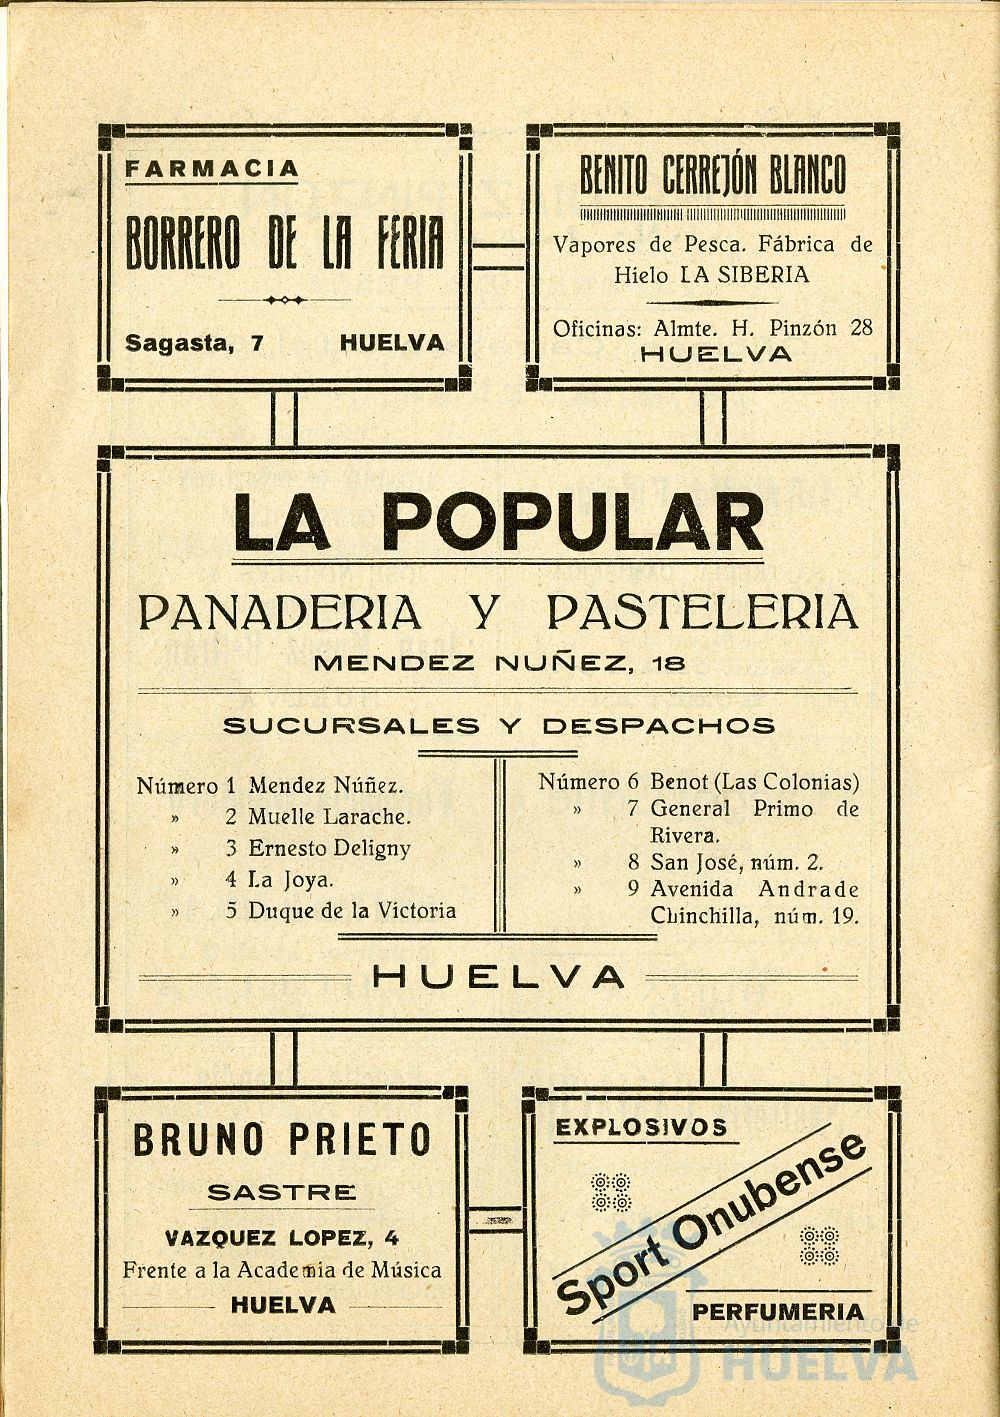 FARMACIA
BORRERO DE LA FERIA
Sagasta, 7 HUELVA
BENITO CERREJÓN BLANCO
Vapores de Pesca. Fábrica de
Hielo LA SIBERIA
Oficinas: Almte. H. Pinzón 28
HUELVA
LA POPULAR
PANADERIA Y PASTELERIA
MENDEZ NUÑEZ, 18
SUCURSALES Y DESPACHOS
Número 1 Mendez Núñez.
» 2 Muelle Larache.
» 3 Ernesto Deligny
» 4 La Joya.
» 5 Duque de la Victoria
Número 6 Benot (Las Colonias)
» 7 General Primo de
Rivera.
» 8 San José, núm. 2.
» 9 Avenida Andrade
Chinchilla, núm. 19.
HUELVA
BRUNO PRIETO
SASTRE
VAZQUEZ LOPEZ, 4
Frente a la Academia de Música
HUELVA
EXPLOSIVOS
Sport Onubense
PERFUMERIA
Ayuntamiento de
HUELVA